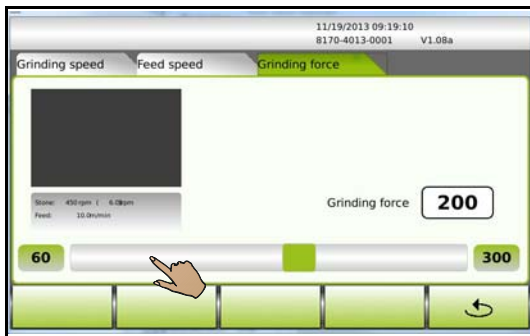 11/19/2013 09:19:10
8170-4013-0001 V1.08a
Grinding speed Feed speed Grinding force
Stone: 450 rpm (
Feed: 10.0m/min
Grinding force 200
60 300